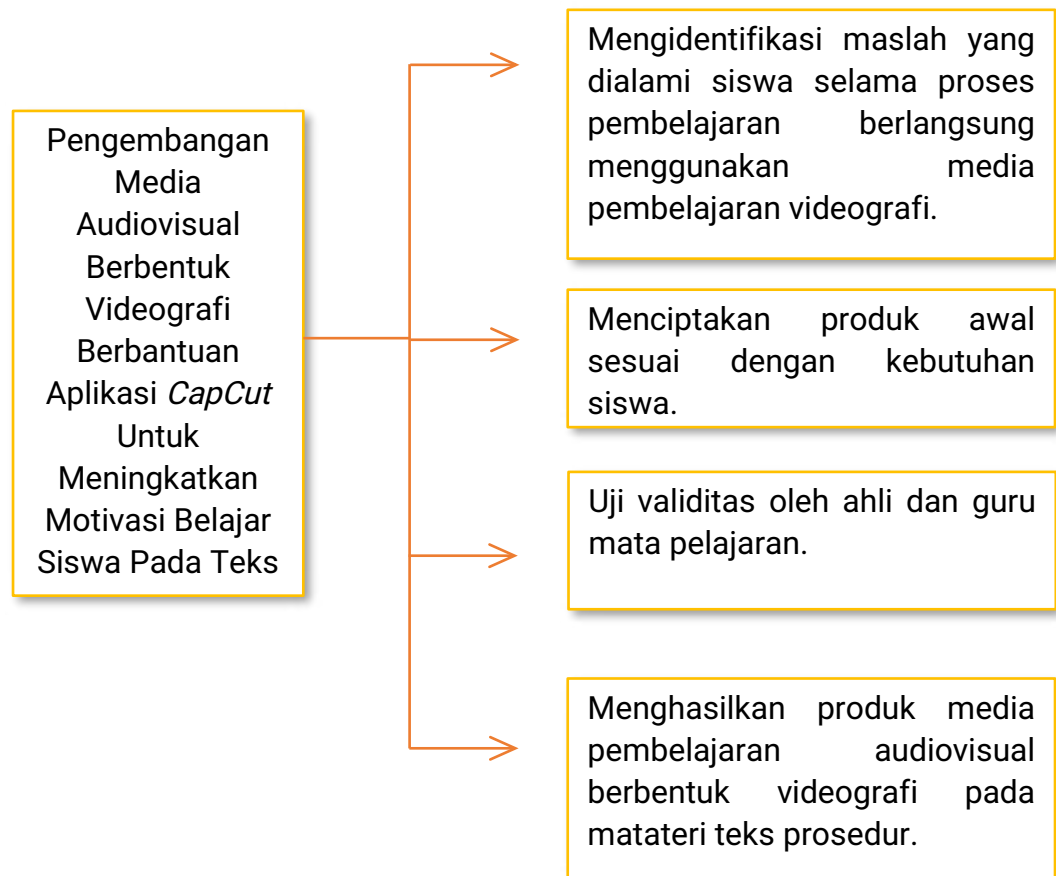 Pengembangan
Media
Audiovisual
Berbentuk
Videografi
Berbantuan
Aplikasi CapCut
Untuk
Meningkatkan
Motivasi Belajar
Siswa Pada Teks
Mengidentifikasi maslah yang
dialami siswa selama proses
pembelajaran berlangsung
menggunakan media
pembelajaran videografi.
Menciptakan produk awal
sesuai dengan kebutuhan
siswa.
Uji validitas oleh ahli dan guru
mata pelajaran.
Menghasilkan produk media
pembelajaran audiovisual
berbentuk videografi pada
matateri teks prosedur.